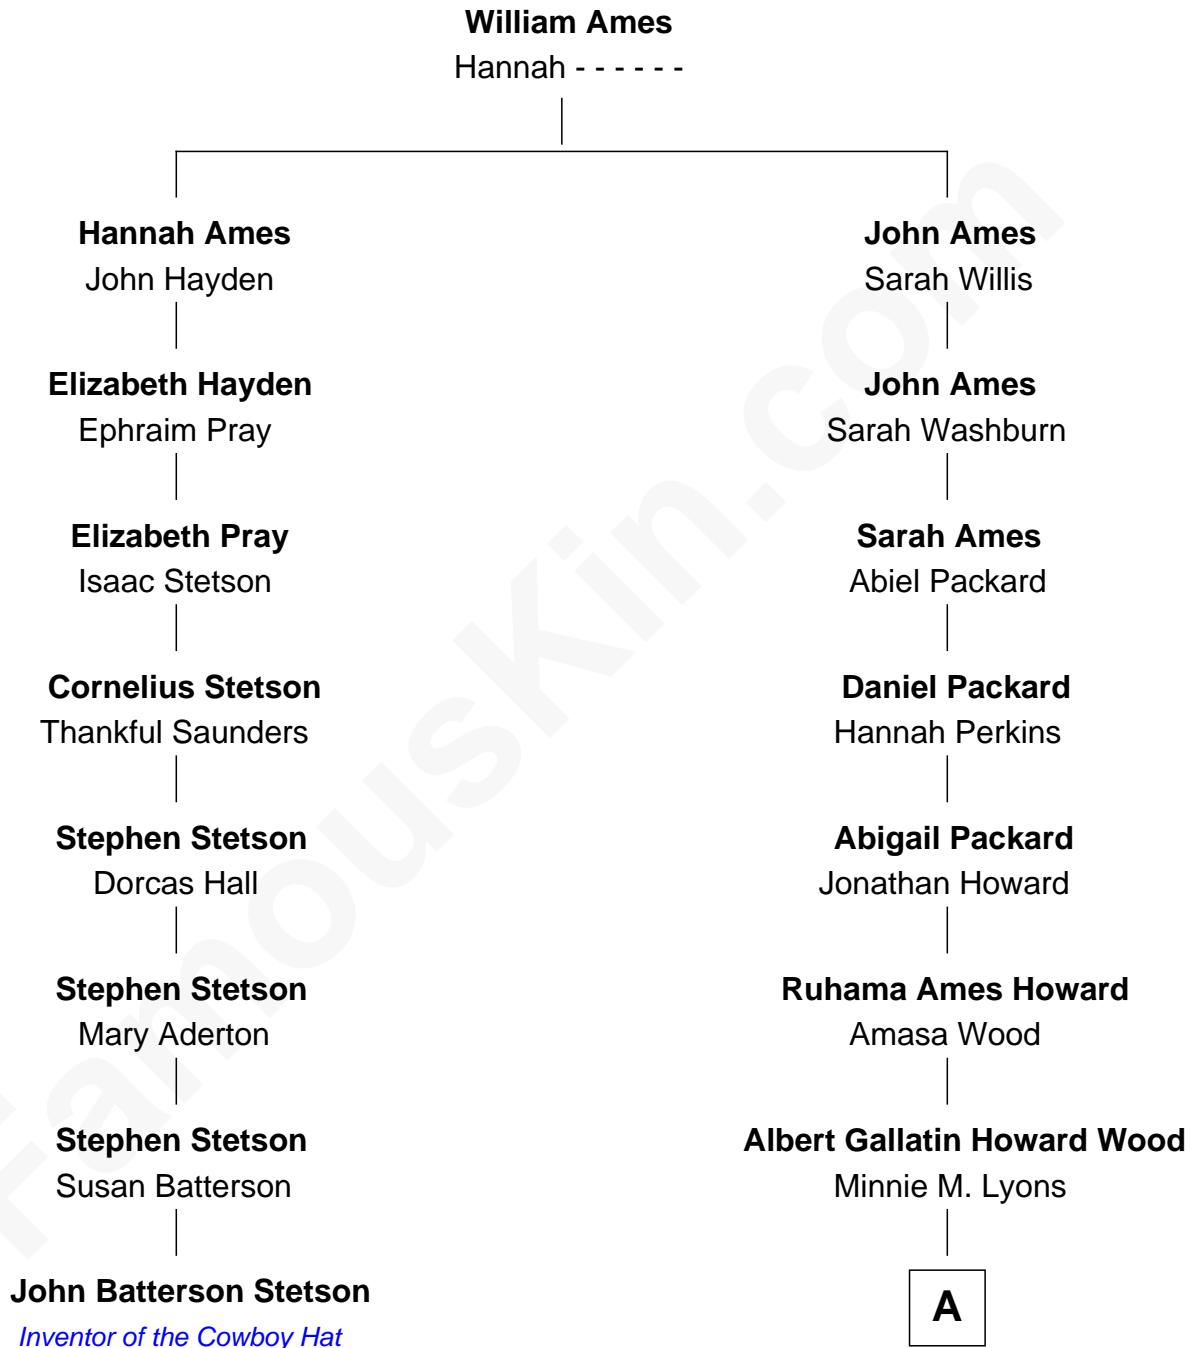 William Ames
Hannah - - - - - -
Hannah Ames
John Hayden
John Ames
Sarah Willis
Elizabeth Hayden
Ephraim Pray
John Ames
Sarah Washburn
Elizabeth Pray
Isaac Stetson
Sarah Ames
Abiel Packard
Cornelius Stetson
Thankful Saunders
Daniel Packard
Hannah Perkins
Stephen Stetson
Dorcas Hall
Abigail Packard
Jonathan Howard
Stephen Stetson
Mary Aderton
Ruhama Ames Howard
Amasa Wood
Stephen Stetson
Susan Batterson
Albert Gallatin Howard Wood
Minnie M. Lyons
John Batterson Stetson
Inventor of the Cowboy Hat
A
FamousKin.com